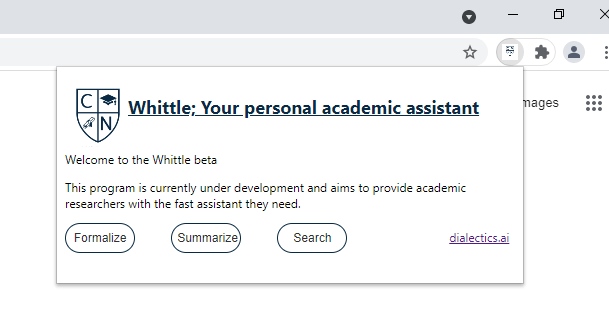 mages
C
N
Whittle; Your personal academic assistant
Welcome to the Whittle beta
This program is currently under development and aims to provide academic
researchers with the fast assistant they need.
Formalize
Summarize
Search
dialectics.ai